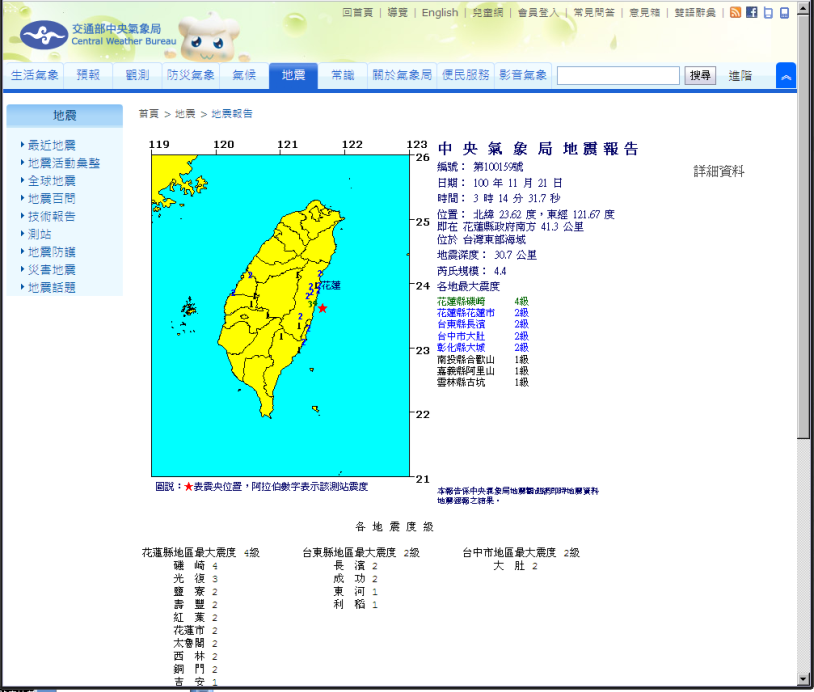 回首頁 | 導覽 | English | 兒童網 | 會員登入 | 常見問答 | 意見箱 | 雙語辭彙 |
交通部中央氣象局
Central Weather Bureau
生活氣象 預報 觀測 防災氣象 氣候 地震 常識 關於氣象局 便民服務 影音氣象 搜尋 進階
地震
最近地震
地震活動彙整
全球地震
地震百問
技術報告
測站
地震防護
災害地震
地震話題
首頁 > 地震 > 地震報告
119 120 121 122 123
26
25
24
23
22
21
花蓮
圖說：★表震央位置，阿拉伯數字表示該測站震度
中央氣象局地震報告
編號： 第100159號
日期： 100 年 11 月 21 日
時間： 3 時 14 分 31.7 秒
位置： 北緯 23.62 度，東經 121.67 度
即在 花蓮縣政府南方 41.3 公里
位於 台灣東部海域
地震深度： 30.7 公里
芮氏規模： 4.4
各地最大震度
花蓮縣磯崎 4級
花蓮縣花蓮市 2級
台東縣長濱 2級
台中市大肚 2級
彰化縣大城 2級
南投縣合歡山 1級
嘉義縣阿里山 1級
雲林縣古坑 1級
詳細資料
本報告係中央氣象局地震觀測網即時地震資料
地震速報之結果。
各地震度級
花蓮縣地區最大震度 4級
磯 崎 4
光 復 3
鹽 寮 2
壽 豐 2
紅 葉 2
花蓮市 2
太魯閣 2
西 林 2
銅 門 2
吉 安 1
台東縣地區最大震度 2級
長 濱 2
成 功 2
東 河 1
利 稻 1
台中市地區最大震度 2級
大 肚 2